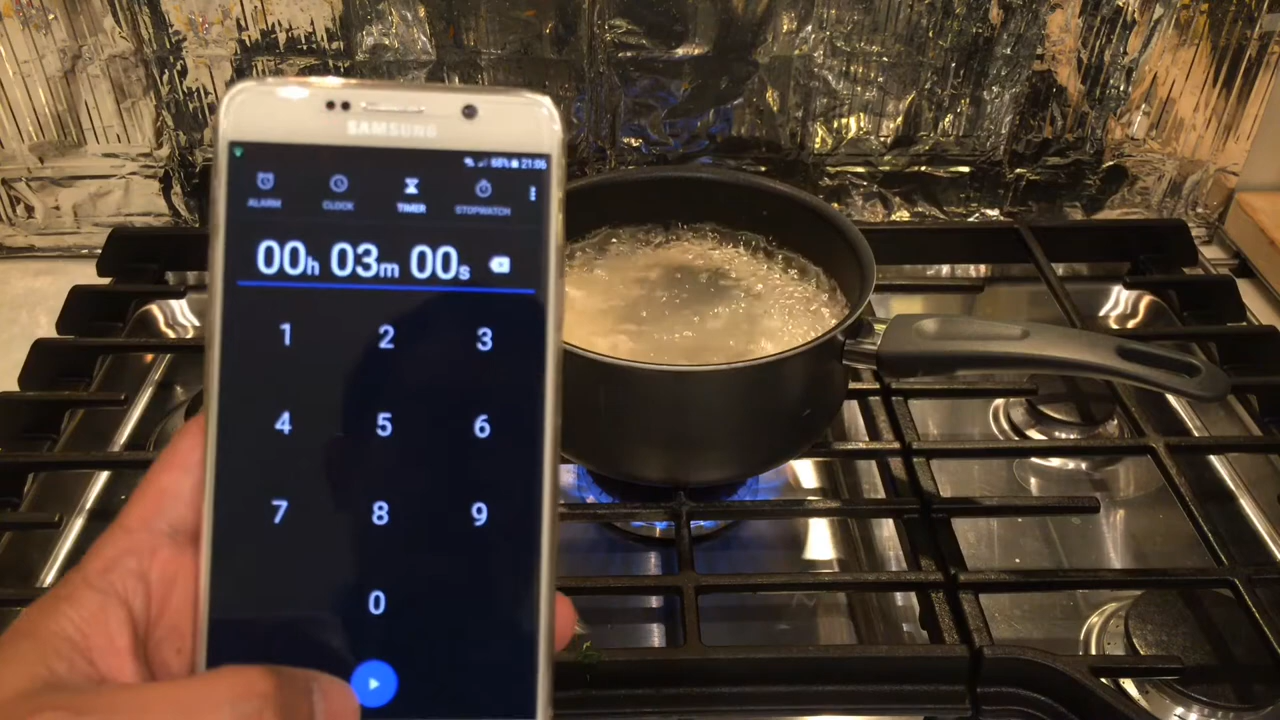 SAMSUNG
68% 21:06
ALARM CLOCK TIMER STOPWATCH
00h 03m 00s
1 2 3
4 5 6
7 8 9
0